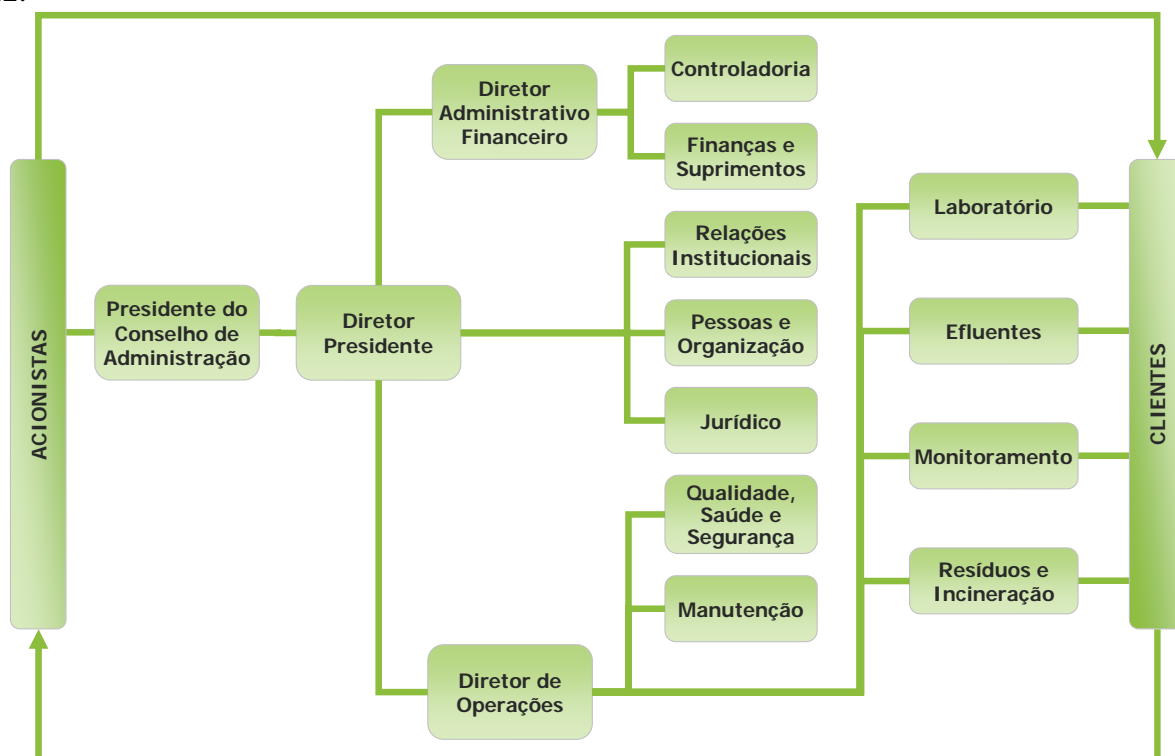 ACIONISTAS
Presidente do
Conselho de
Administração
Diretor
Presidente
Diretor
Administrativo
Financeiro
Controladoria
Finanças e
Suprimentos
Relações
Institucionais
Pessoas e
Organização
Jurídico
Qualidade,
Saúde e
Segurança
Manutenção
Diretor de
Operações
Laboratório
Efluentes
Monitoramento
Resíduos e
Incineração
CLIENTES